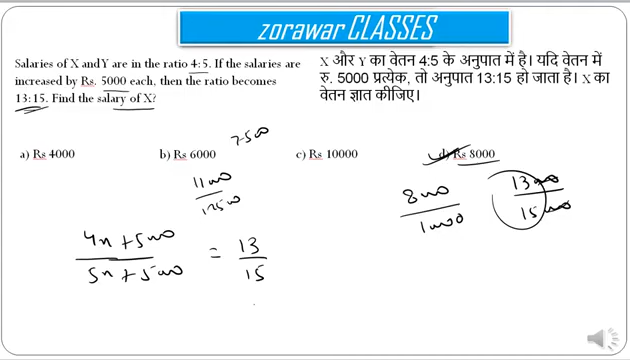 zorawar CLASSES
Salaries of X and Y are in the ratio 4:5. If the salaries are
increased by Rs. 5000 each, then the ratio becomes
13:15. Find the salary of X?
X और Y का वेतन 4:5 के अनुपात में है। यदि वेतन में
रु. 5000 प्रत्येक, तो अनुपात 13:15 हो जाता है। X का
वेतन ज्ञात कीजिए।
7500
a) Rs 4000 b) Rs 6000 c) Rs 10000 d) Rs 8000
11000
12500
8000
10000
13000
15000
4x + 5000
5x + 5000
= 13
15